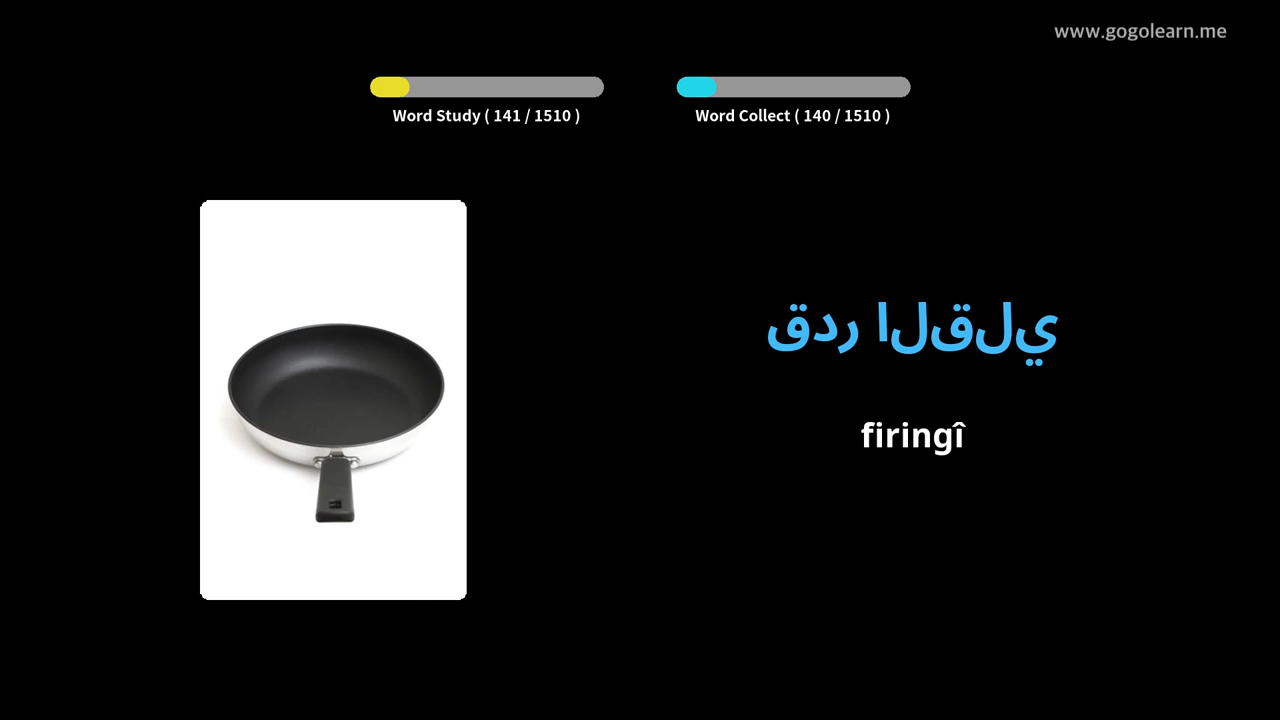 www.gogolearn.me
Word Study ( 141 / 1510 )
Word Collect ( 140 / 1510 )
قدر القلي
firingî